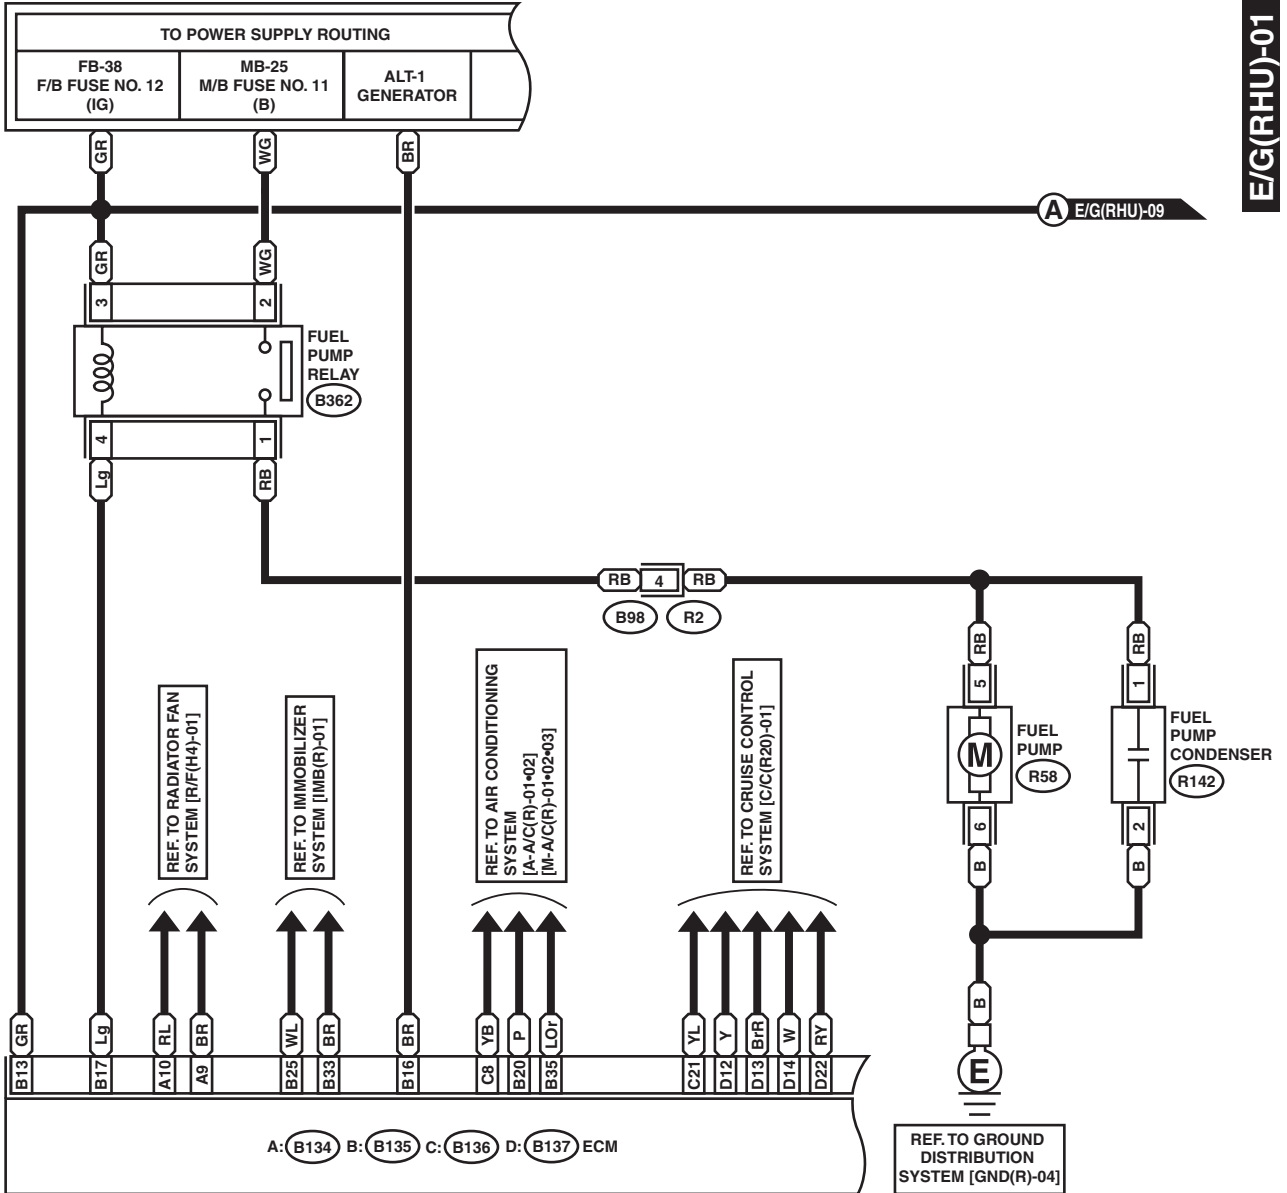 E/G(RHU)-01
TO POWER SUPPLY ROUTING
FB-38
F/B FUSE NO. 12
(IG)
MB-25
M/B FUSE NO. 11
(B)
ALT-1
GENERATOR
GR
WG
BR
A E/G(RHU)-09
GR
WG
3
2
FUEL
PUMP
RELAY
B362
4
1
Lg
RB
RB 4 RB
B98 R2
RB
RB
5
1
FUEL
PUMP
R58
M
FUEL
PUMP
CONDENSER
R142
6
2
B
B
REF. TO RADIATOR FAN
SYSTEM [R/F(H4)-01]
REF. TO IMMOBILIZER
SYSTEM [IMB(R)-01]
REF. TO AIR CONDITIONING
SYSTEM
[A-A/C(R)-01•02]
[M-A/C(R)-01•02•03]
REF. TO CRUISE CONTROL
SYSTEM [C/C(R20)-01]
B
E
GR
Lg
RL
BR
WL
BR
BR
YB
P
LOr
YL
Y
BrR
W
RY
B13
B17
A10
A9
B25
B33
B16
C8
B20
B35
C21
D12
D13
D14
D22
A: B134 B: B135 C: B136 D: B137 ECM
REF. TO GROUND
DISTRIBUTION
SYSTEM [GND(R)-04]